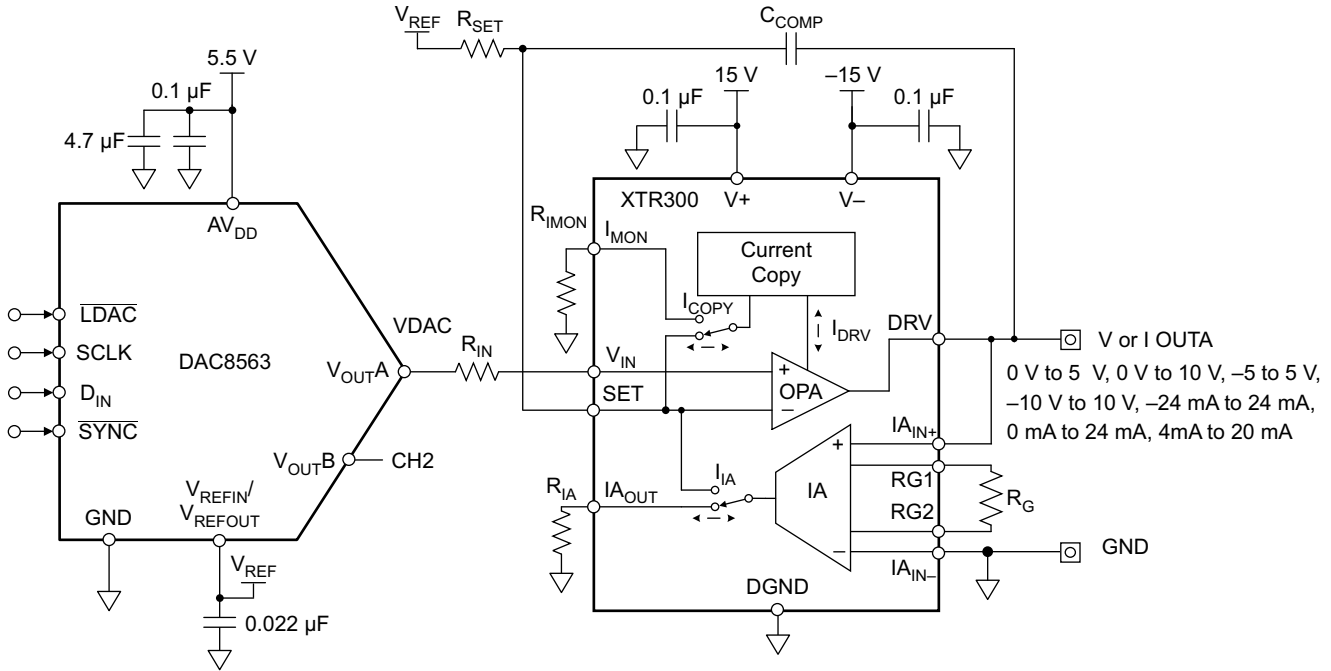 V_REF
R_SET
C_COMP
5.5 V
0.1 µF
4.7 µF
15 V
–15 V
0.1 µF
0.1 µF
AV_DD
XTR300
V+
V–
R_IMON
I_MON
Current
Copy
I_COPY
I_DRV
DRV
V or I OUTA
0 V to 5 V, 0 V to 10 V, –5 to 5 V,
–10 V to 10 V, –24 mA to 24 mA,
0 mA to 24 mA, 4mA to 20 mA
LDAC
SCLK
D_IN
SYNC
DAC8563
VDAC
V_OUTA
R_IN
V_IN
SET
+
–
OPA
V_OUTB
CH2
I_IA
R_IA
IA_OUT
+
–
IA
IA_IN+
RG1
RG2
R_G
IA_IN–
GND
GND
V_REFIN/
V_REFOUT
V_REF
0.022 µF
DGND